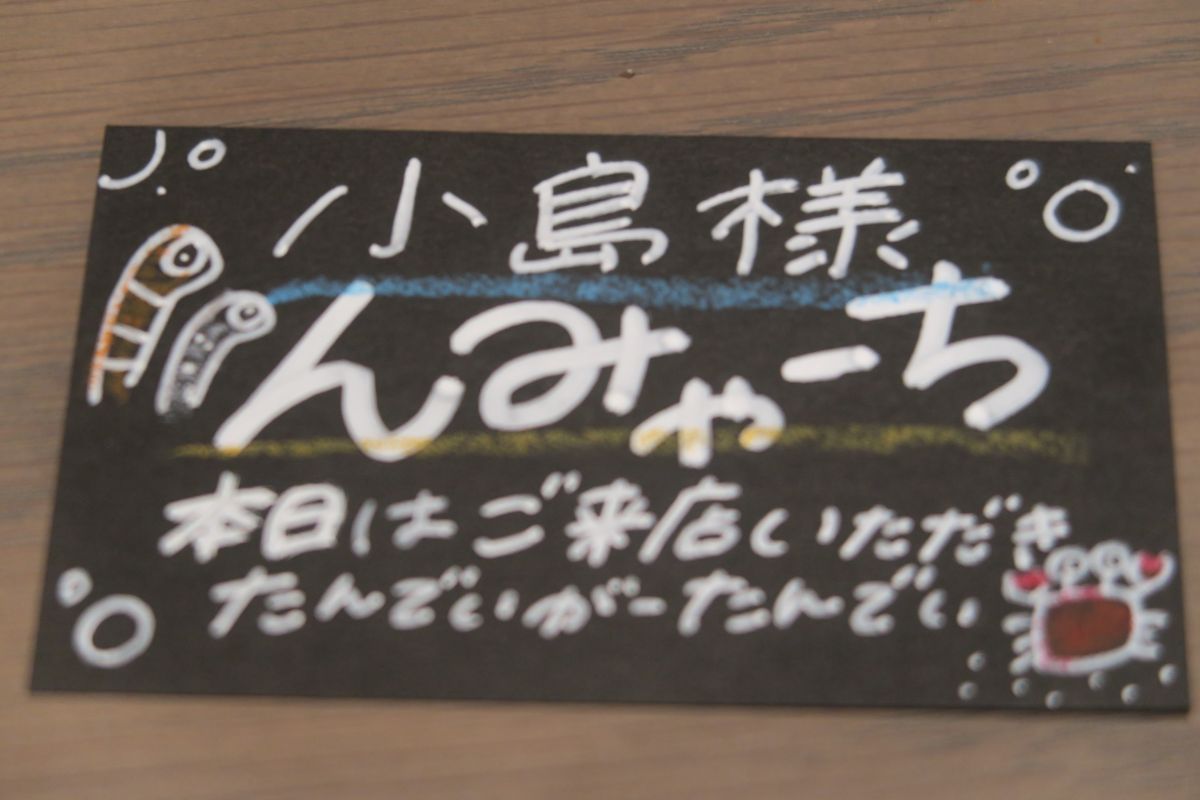 小島様
んみゃーち
本日はご来店いただき
たんでぃがーたんでぃ